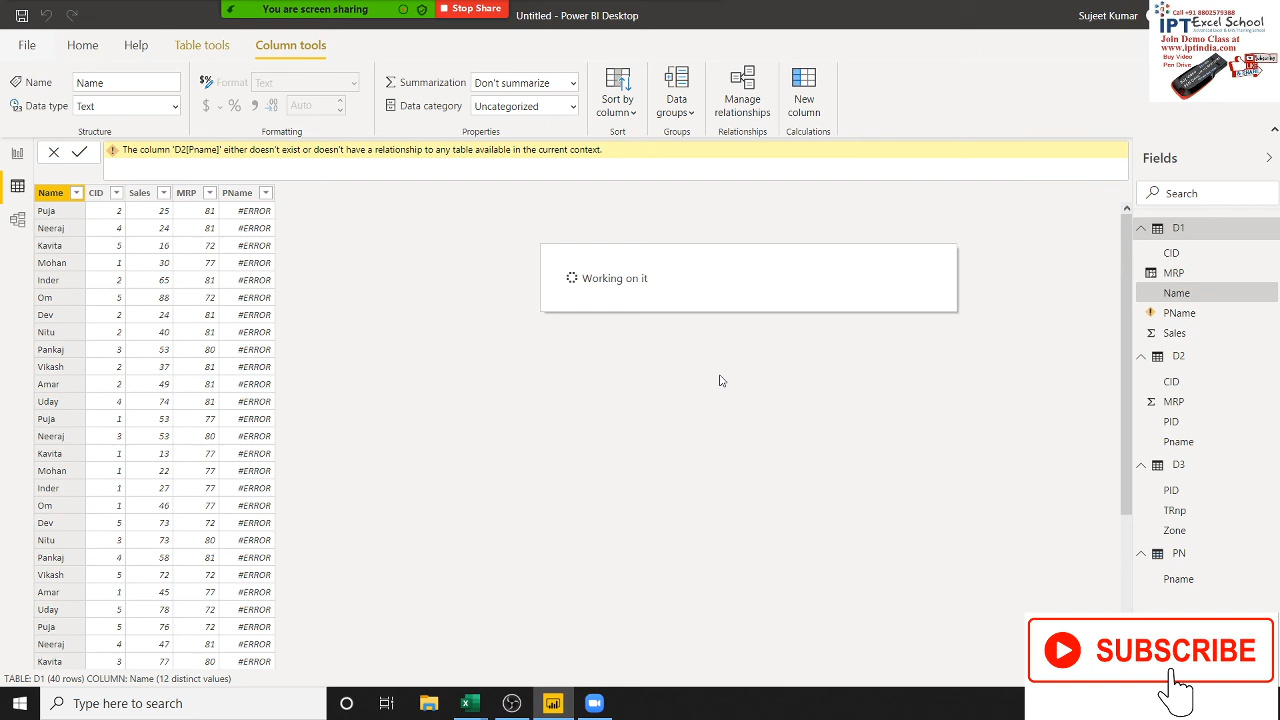 You are screen sharing
Stop Share
Untitled - Power BI Desktop
Sujeet Kumar
Call +91 8802579388
IPT Excel School
Advanced Excel & VBA Training School
Join Demo Class at
www.iptindia.com
Buy Video
Pen Drive
File
Home
Help
Table tools
Column tools
Name
Name
Data type
Text
Structure
Format
Text
$
%
Auto
Formatting
Summarization
Don't summarize
Data category
Uncategorized
Properties
Sort by
column
Sort
Data
groups
Groups
Manage
relationships
Relationships
New
column
Calculations
The column 'D2[Pname]' either doesn't exist or doesn't have a relationship to any table available in the current context.
Name CID Sales MRP PName
Puja 2 25 81 #ERROR
Neeraj 4 24 81 #ERROR
Kavita 5 16 72 #ERROR
Mohan 1 30 77 #ERROR
Inder 2 65 81 #ERROR
Om 5 88 72 #ERROR
Dev 2 24 81 #ERROR
Nitu 2 40 81 #ERROR
Pankaj 3 53 80 #ERROR
Vikash 2 37 81 #ERROR
Amar 2 49 81 #ERROR
Uday 4 74 81 #ERROR
Puja 1 53 77 #ERROR
Neeraj 3 53 80 #ERROR
Kavita 1 13 77 #ERROR
Mohan 1 22 77 #ERROR
Inder 1 27 77 #ERROR
Om 1 46 77 #ERROR
Dev 5 73 72 #ERROR
Nitu 3 73 80 #ERROR
Pankaj 4 58 81 #ERROR
Vikash 5 72 72 #ERROR
Amar 1 45 77 #ERROR
Uday 5 78 72 #ERROR
Puja 5 76 72 #ERROR
Neeraj 4 47 81 #ERROR
Kavita 3 77 80 #ERROR
Working on it
Fields
Search
D1
CID
MRP
Name
PName
Sales
D2
CID
MRP
PID
Pname
D3
PID
TRnp
Zone
PN
Pname
SUBSCRIBE
TABLE: D1 (40 rows) COLUMN: Name (12 distinct values)
Type here to search